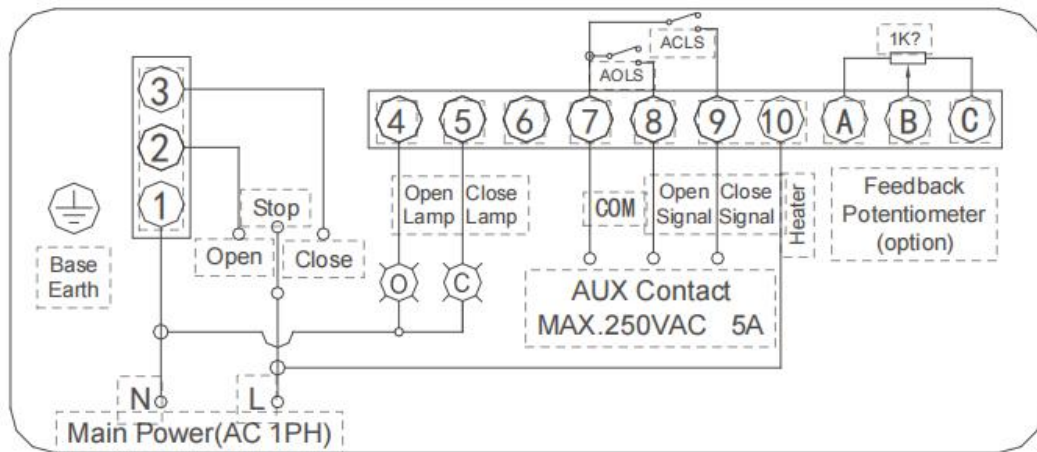 ACLS
AOLS
1K?
3
2
1
4 5 6 7 8 9 10 A B C
Base
Earth
Stop
Open
Close
Open
Lamp
Close
Lamp
COM
Open
Signal
Close
Signal
Heater
Feedback
Potentiometer
(option)
O
C
AUX Contact
MAX.250VAC 5A
N
L
Main Power(AC 1PH)